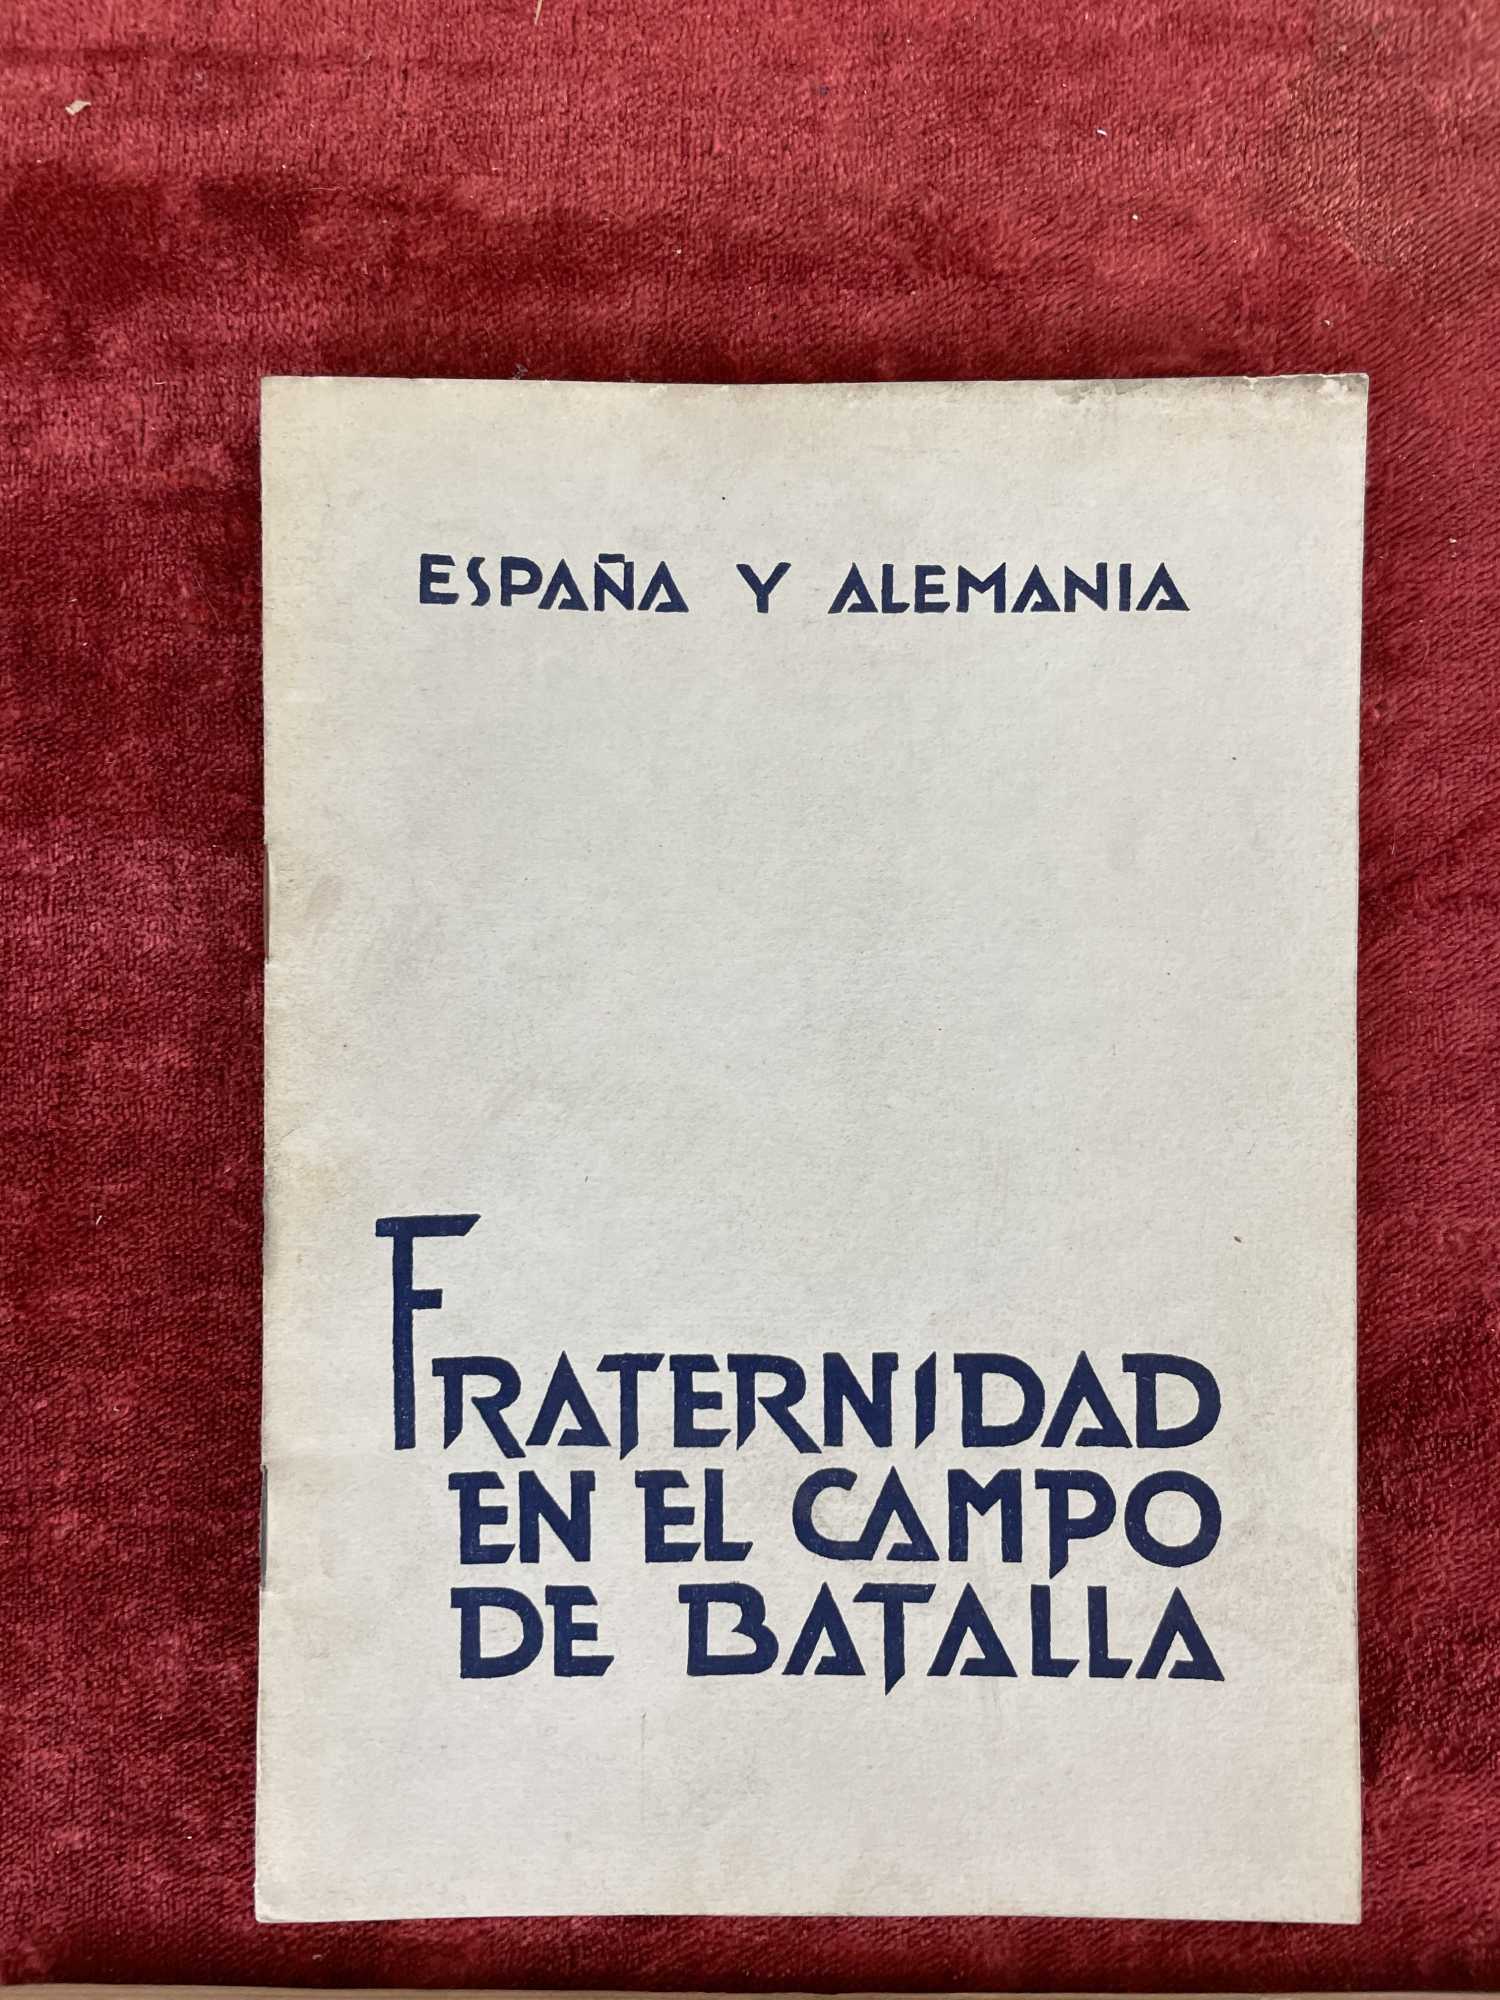 ESPAÑA Y ALEMANIA
FRATERNIDAD
EN EL CAMPO
DE BATALLA